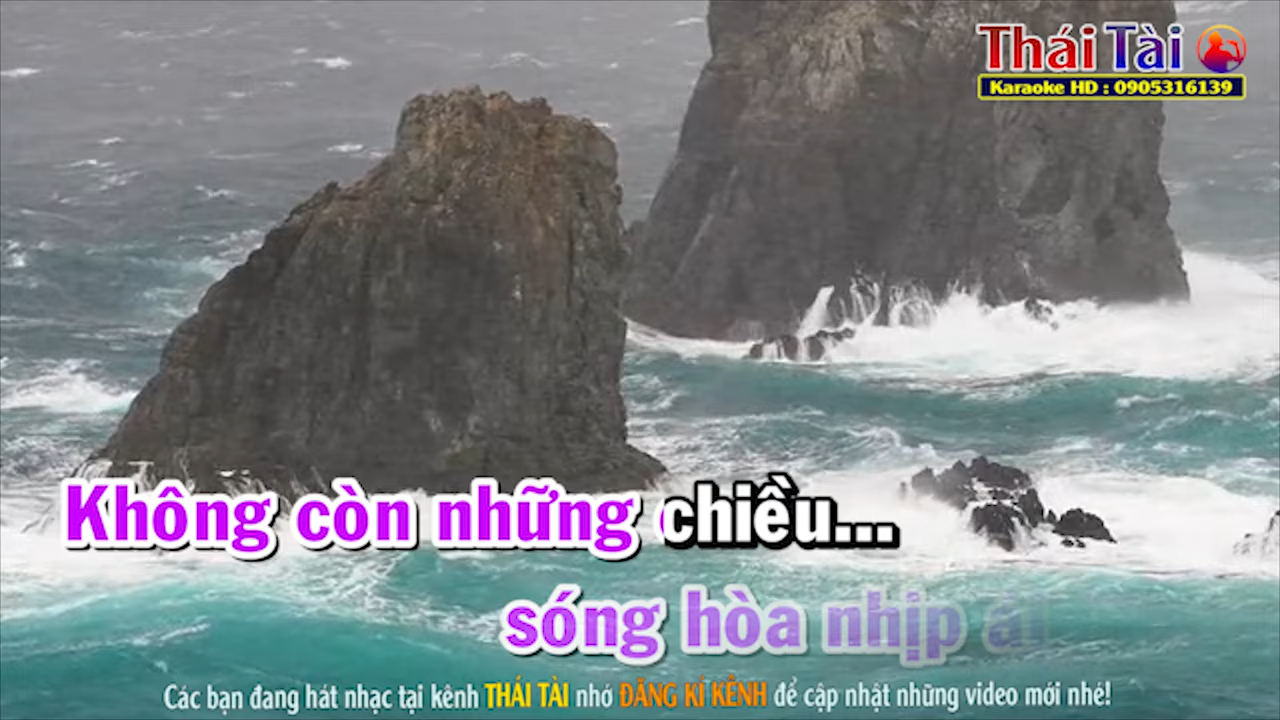 Thái Tài
Karaoke HD : 0905316139
Không còn những chiều...
sóng hòa nhịp
Các bạn đang hát nhạc tại kênh THÁI TÀI nhớ ĐĂNG KÍ KÊNH để cập nhật những video mới nhé!